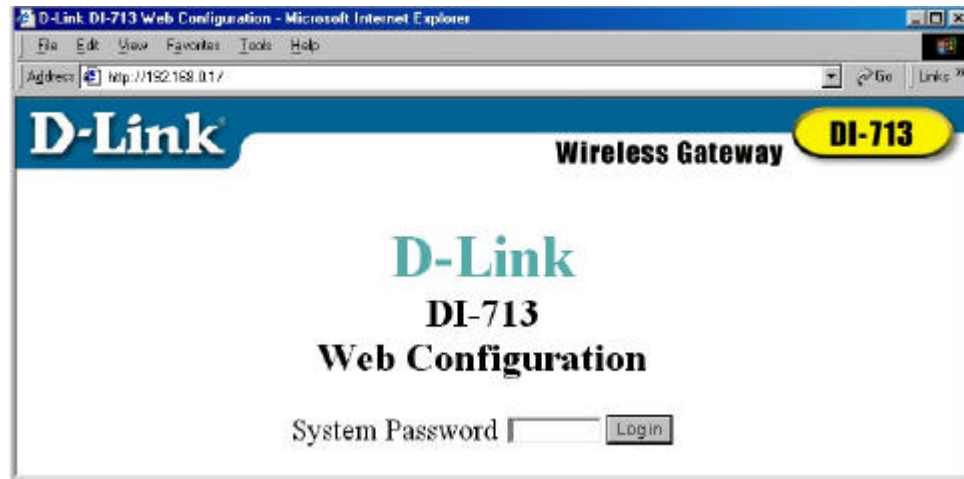 D-Link DI-713 Web Configuration - Microsoft Internet Explorer
File Edit View Favorites Tools Help
Address http://192.168.0.1/ Go Links »
D-Link
Wireless Gateway DI-713
D-Link
DI-713
Web Configuration
System Password Login